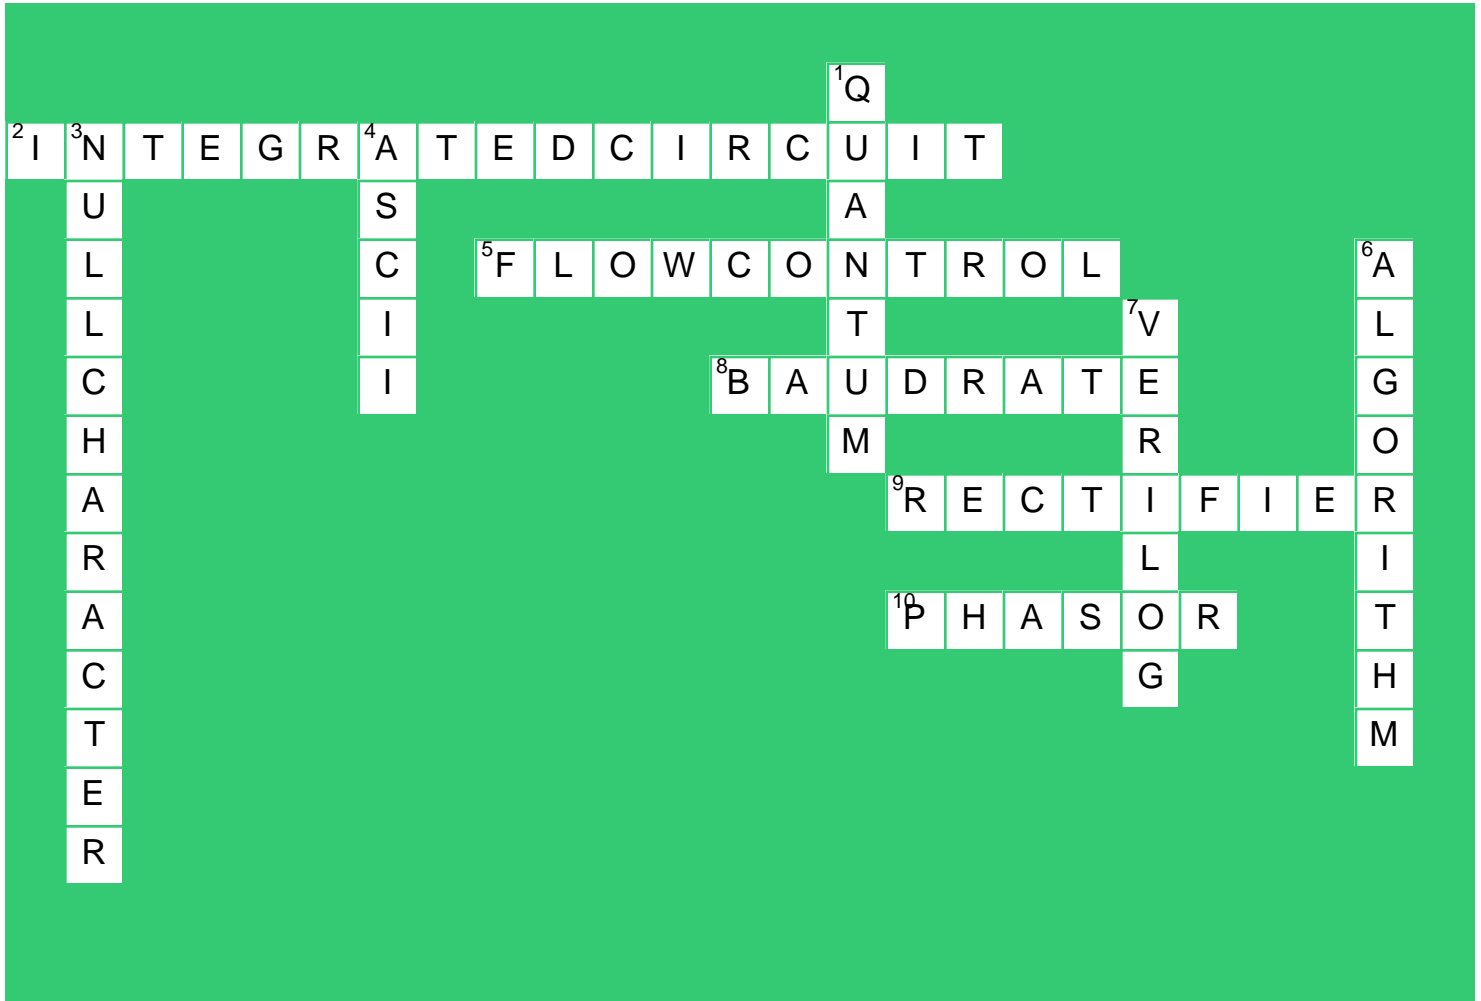 1Q
2I 3N T E G R 4A T E D C I R C U I T
U S A
L C 5F L O W C O N T R O L 6A
L I T 7V L
C I 8B A U D R A T E G
H M R O
A 9R E C T I F I E R
R L I
A 10P H A S O R T
C G H
T M
E
R